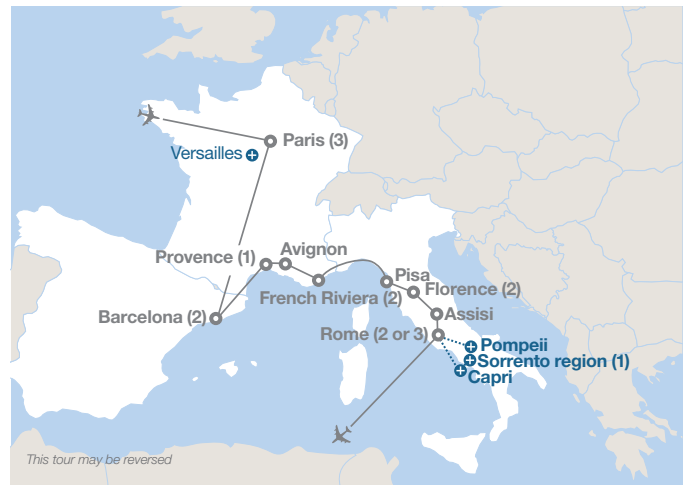 Paris (3)
Versailles
Provence (1)
Avignon
Pisa
French Riviera (2)
Florence (2)
Barcelona (2)
Assisi
Rome (2 or 3)
Pompeii
Sorrento region (1)
Capri
This tour may be reversed